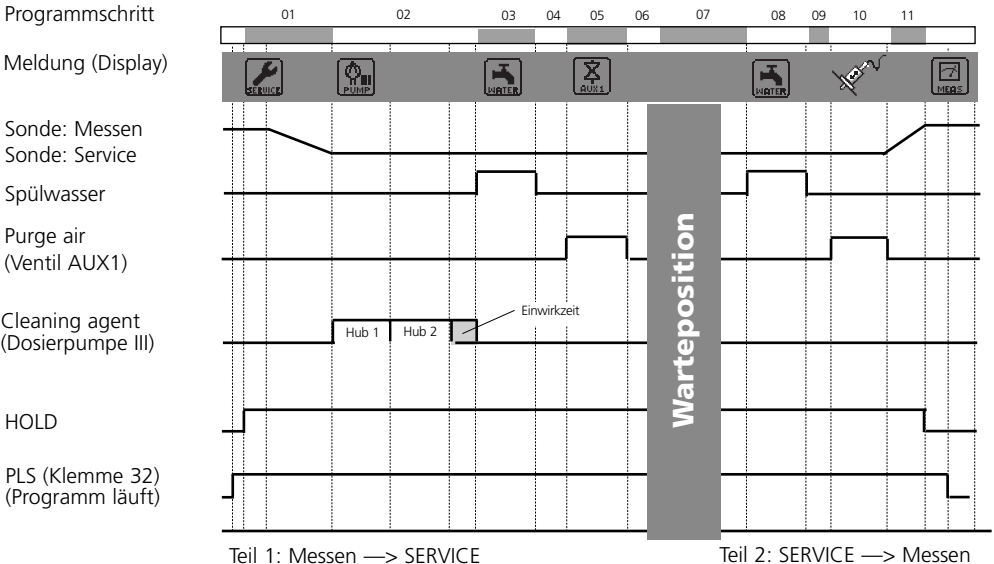 Programmschritt
01 02 03 04 05 06 07 08 09 10 11
Meldung (Display)
SERVICE PUMP WATER AUX1 WATER MEAS
Sonde: Messen
Sonde: Service
Spülwasser
Purge air
(Ventil AUX1)
Cleaning agent
(Dosierpumpe III)
Hub 1 Hub 2 Einwirkzeit
Warteposition
HOLD
PLS (Klemme 32)
(Programm läuft)
Teil 1: Messen —> SERVICE
Teil 2: SERVICE —> Messen